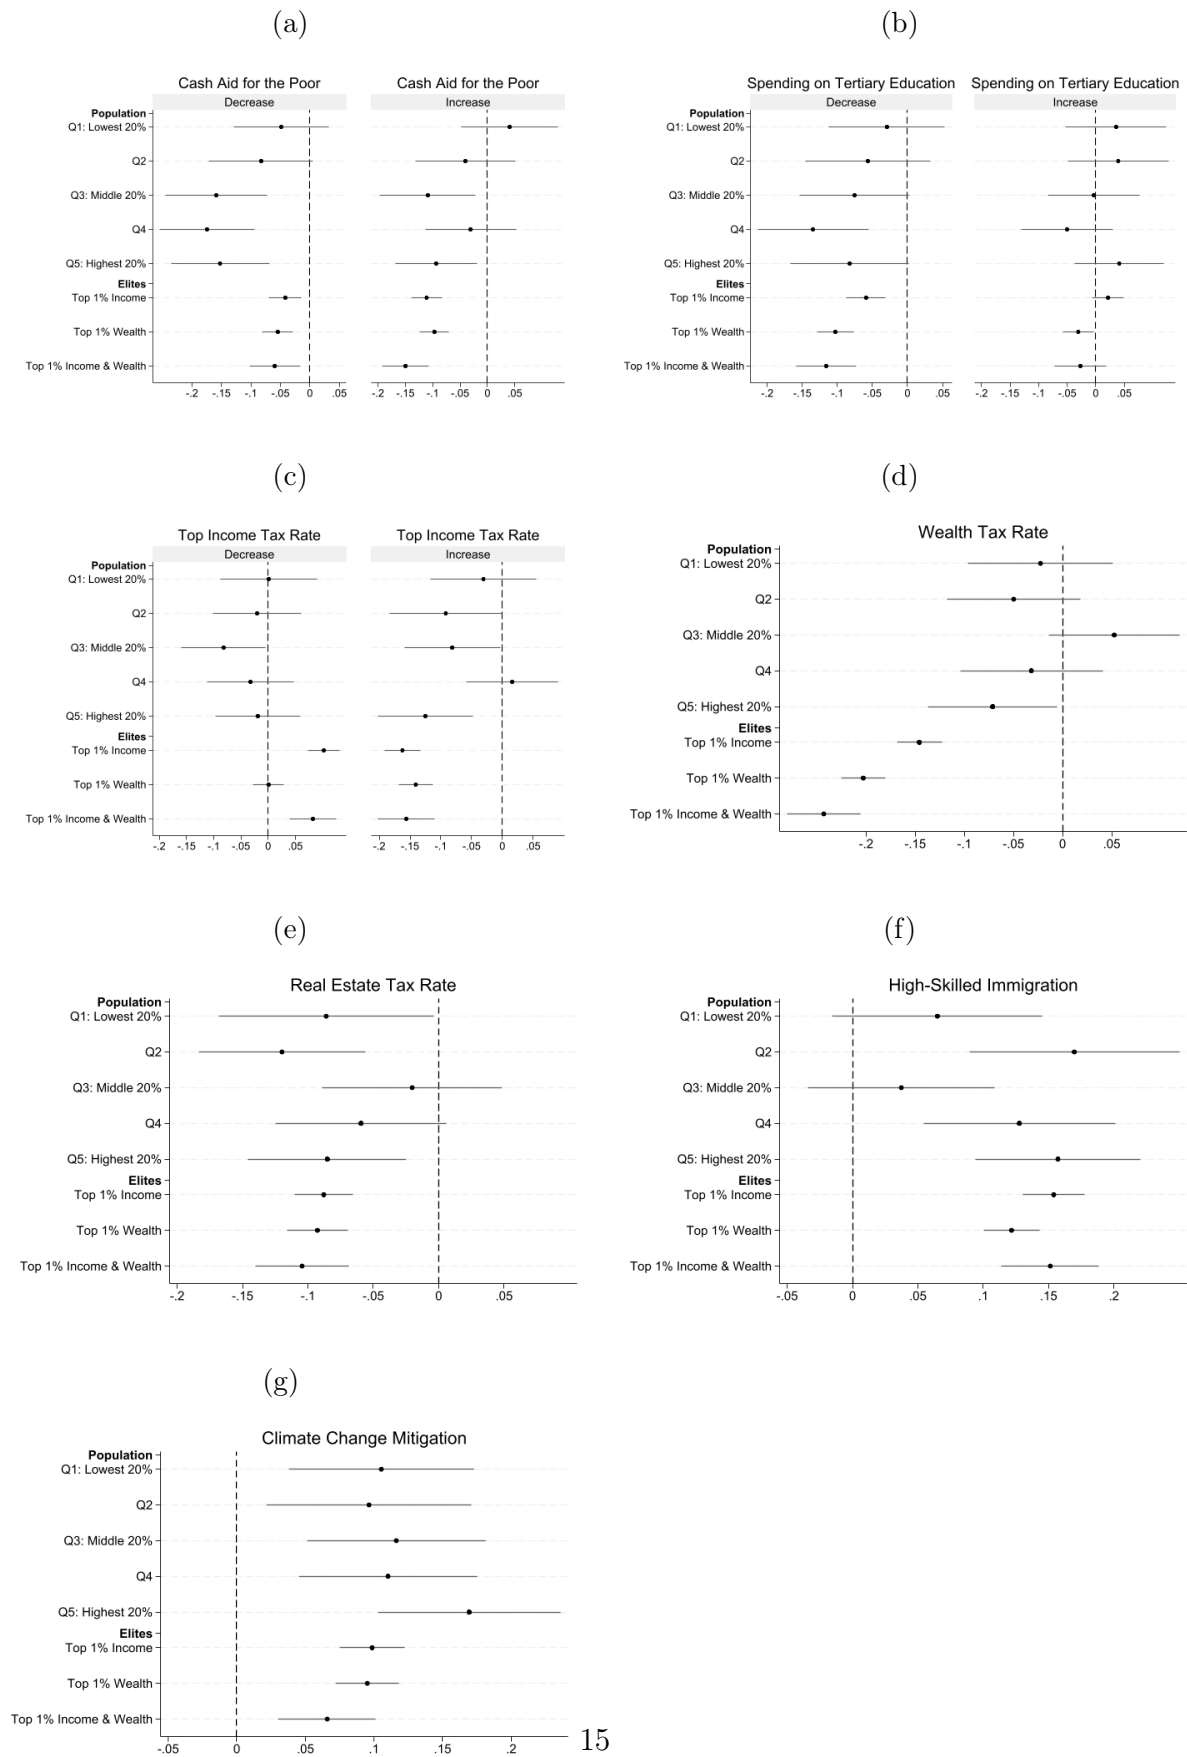 (a)
(b)
Cash Aid for the Poor Cash Aid for the Poor
Decrease Increase
Population
Q1: Lowest 20%
Q2
Q3: Middle 20%
Q4
Q5: Highest 20%
Elites
Top 1% Income
Top 1% Wealth
Top 1% Income & Wealth
-.2 -.15 -.1 -.05 0 .05 -.2 -.15 -.1 -.05 0 .05
Spending on Tertiary Education Spending on Tertiary Education
Decrease Increase
Population
Q1: Lowest 20%
Q2
Q3: Middle 20%
Q4
Q5: Highest 20%
Elites
Top 1% Income
Top 1% Wealth
Top 1% Income & Wealth
-.2 -.15 -.1 -.05 0 .05 -.2 -.15 -.1 -.05 0 .05
(c)
(d)
Top Income Tax Rate Top Income Tax Rate
Decrease Increase
Population
Q1: Lowest 20%
Q2
Q3: Middle 20%
Q4
Q5: Highest 20%
Elites
Top 1% Income
Top 1% Wealth
Top 1% Income & Wealth
-.2 -.15 -.1 -.05 0 .05 -.2 -.15 -.1 -.05 0 .05
Wealth Tax Rate
Population
Q1: Lowest 20%
Q2
Q3: Middle 20%
Q4
Q5: Highest 20%
Elites
Top 1% Income
Top 1% Wealth
Top 1% Income & Wealth
-.2 -.15 -.1 -.05 0 .05
(e)
(f)
Real Estate Tax Rate
Population
Q1: Lowest 20%
Q2
Q3: Middle 20%
Q4
Q5: Highest 20%
Elites
Top 1% Income
Top 1% Wealth
Top 1% Income & Wealth
-.2 -.15 -.1 -.05 0 .05
High-Skilled Immigration
Population
Q1: Lowest 20%
Q2
Q3: Middle 20%
Q4
Q5: Highest 20%
Elites
Top 1% Income
Top 1% Wealth
Top 1% Income & Wealth
-.05 0 .05 .1 .15 .2
(g)
Climate Change Mitigation
Population
Q1: Lowest 20%
Q2
Q3: Middle 20%
Q4
Q5: Highest 20%
Elites
Top 1% Income
Top 1% Wealth
Top 1% Income & Wealth
-.05 0 .05 .1 .15 .2
15